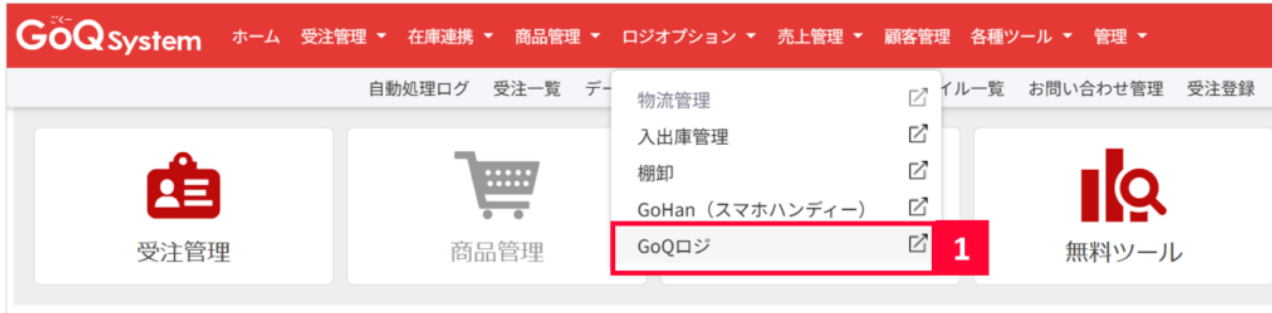 ごくー
GoQSystem ホーム 受注管理 在庫連携 商品管理 ロジオプション 売上管理 顧客管理 各種ツール 管理
自動処理ログ 受注一覧 デー イル一覧 お問い合わせ管理 受注登録
物流管理
入出庫管理
棚卸
GoHan（スマホハンディー）
GoQロジ 1
受注管理 商品管理 無料ツール